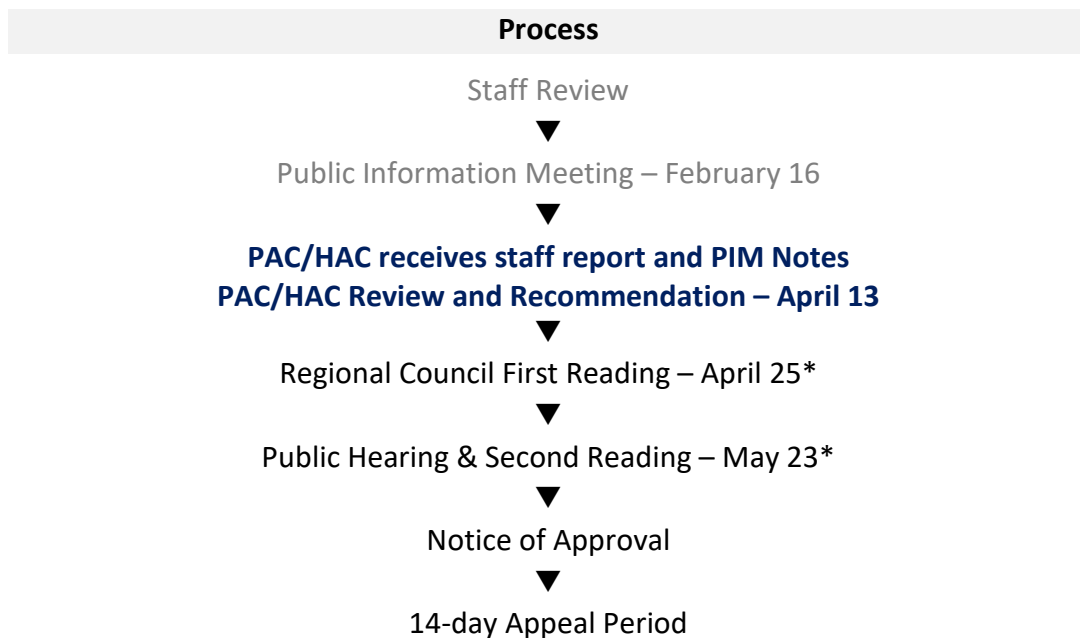 Process
Staff Review
Public Information Meeting – February 16
PAC/HAC receives staff report and PIM Notes
PAC/HAC Review and Recommendation – April 13
Regional Council First Reading – April 25*
Public Hearing & Second Reading – May 23*
Notice of Approval
14-day Appeal Period